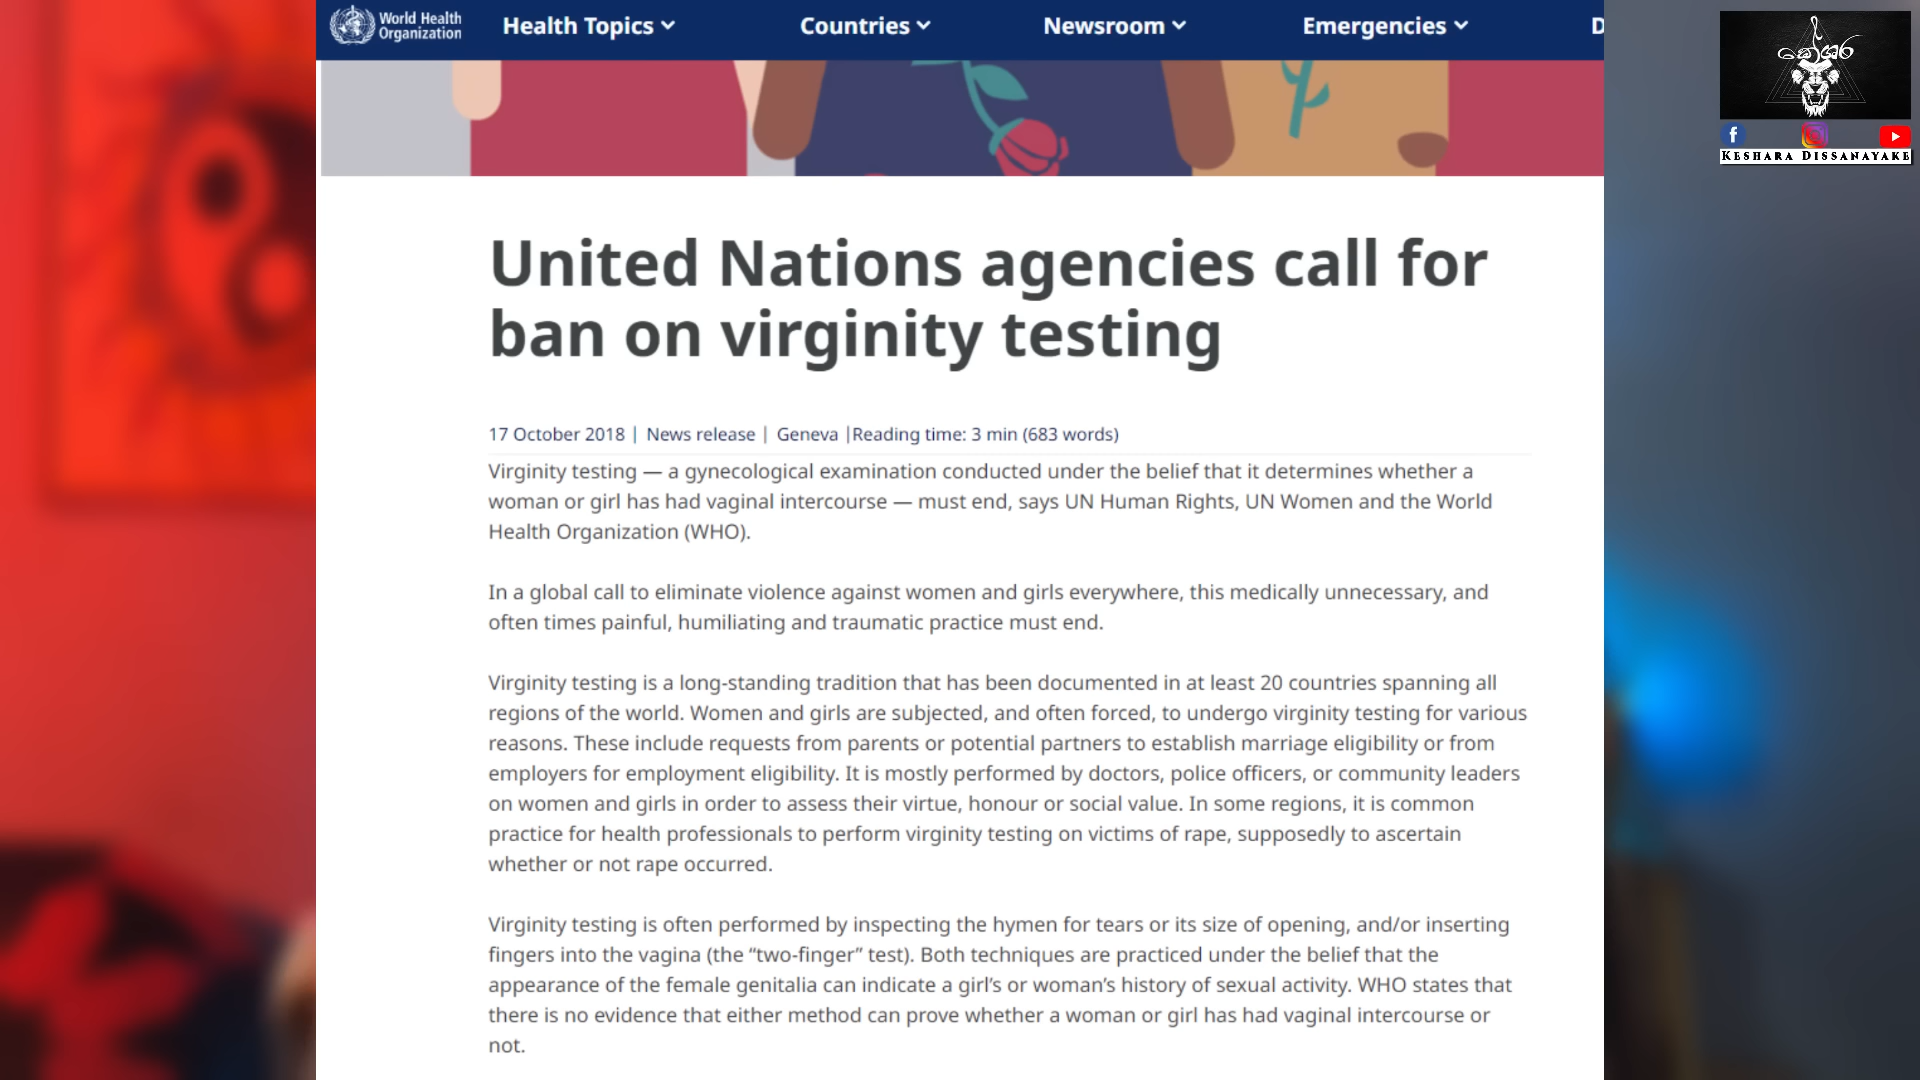 World Health
Organization
Health Topics
Countries
Newsroom
Emergencies
D
කේශර
KESHARA DISSANAYAKE
United Nations agencies call for
ban on virginity testing
17 October 2018 | News release | Geneva |Reading time: 3 min (683 words)
Virginity testing — a gynecological examination conducted under the belief that it determines whether a
woman or girl has had vaginal intercourse — must end, says UN Human Rights, UN Women and the World
Health Organization (WHO).
In a global call to eliminate violence against women and girls everywhere, this medically unnecessary, and
often times painful, humiliating and traumatic practice must end.
Virginity testing is a long-standing tradition that has been documented in at least 20 countries spanning all
regions of the world. Women and girls are subjected, and often forced, to undergo virginity testing for various
reasons. These include requests from parents or potential partners to establish marriage eligibility or from
employers for employment eligibility. It is mostly performed by doctors, police officers, or community leaders
on women and girls in order to assess their virtue, honour or social value. In some regions, it is common
practice for health professionals to perform virginity testing on victims of rape, supposedly to ascertain
whether or not rape occurred.
Virginity testing is often performed by inspecting the hymen for tears or its size of opening, and/or inserting
fingers into the vagina (the “two-finger” test). Both techniques are practiced under the belief that the
appearance of the female genitalia can indicate a girl’s or woman’s history of sexual activity. WHO states that
there is no evidence that either method can prove whether a woman or girl has had vaginal intercourse or
not.